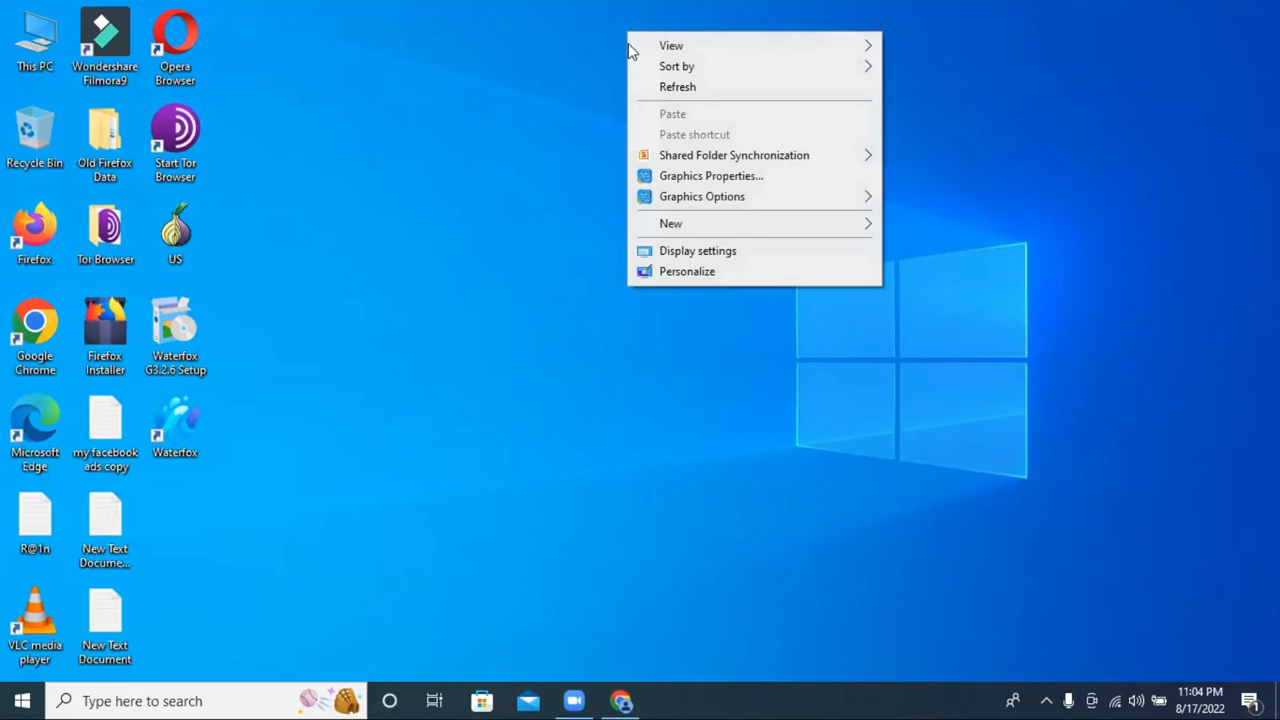 This PC
Wondershare
Filmora9
Opera
Browser
Recycle Bin
Old Firefox
Data
Start Tor
Browser
Firefox
Tor Browser
US
Google
Chrome
Firefox
Installer
Waterfox
G3.2.6 Setup
Microsoft
Edge
my facebook
ads copy
Waterfox
R@1n
New Text
Docume...
VLC media
player
New Text
Document
View
Sort by
Refresh
Paste
Paste shortcut
Shared Folder Synchronization
Graphics Properties...
Graphics Options
New
Display settings
Personalize
Type here to search
11:04 PM
8/17/2022
1